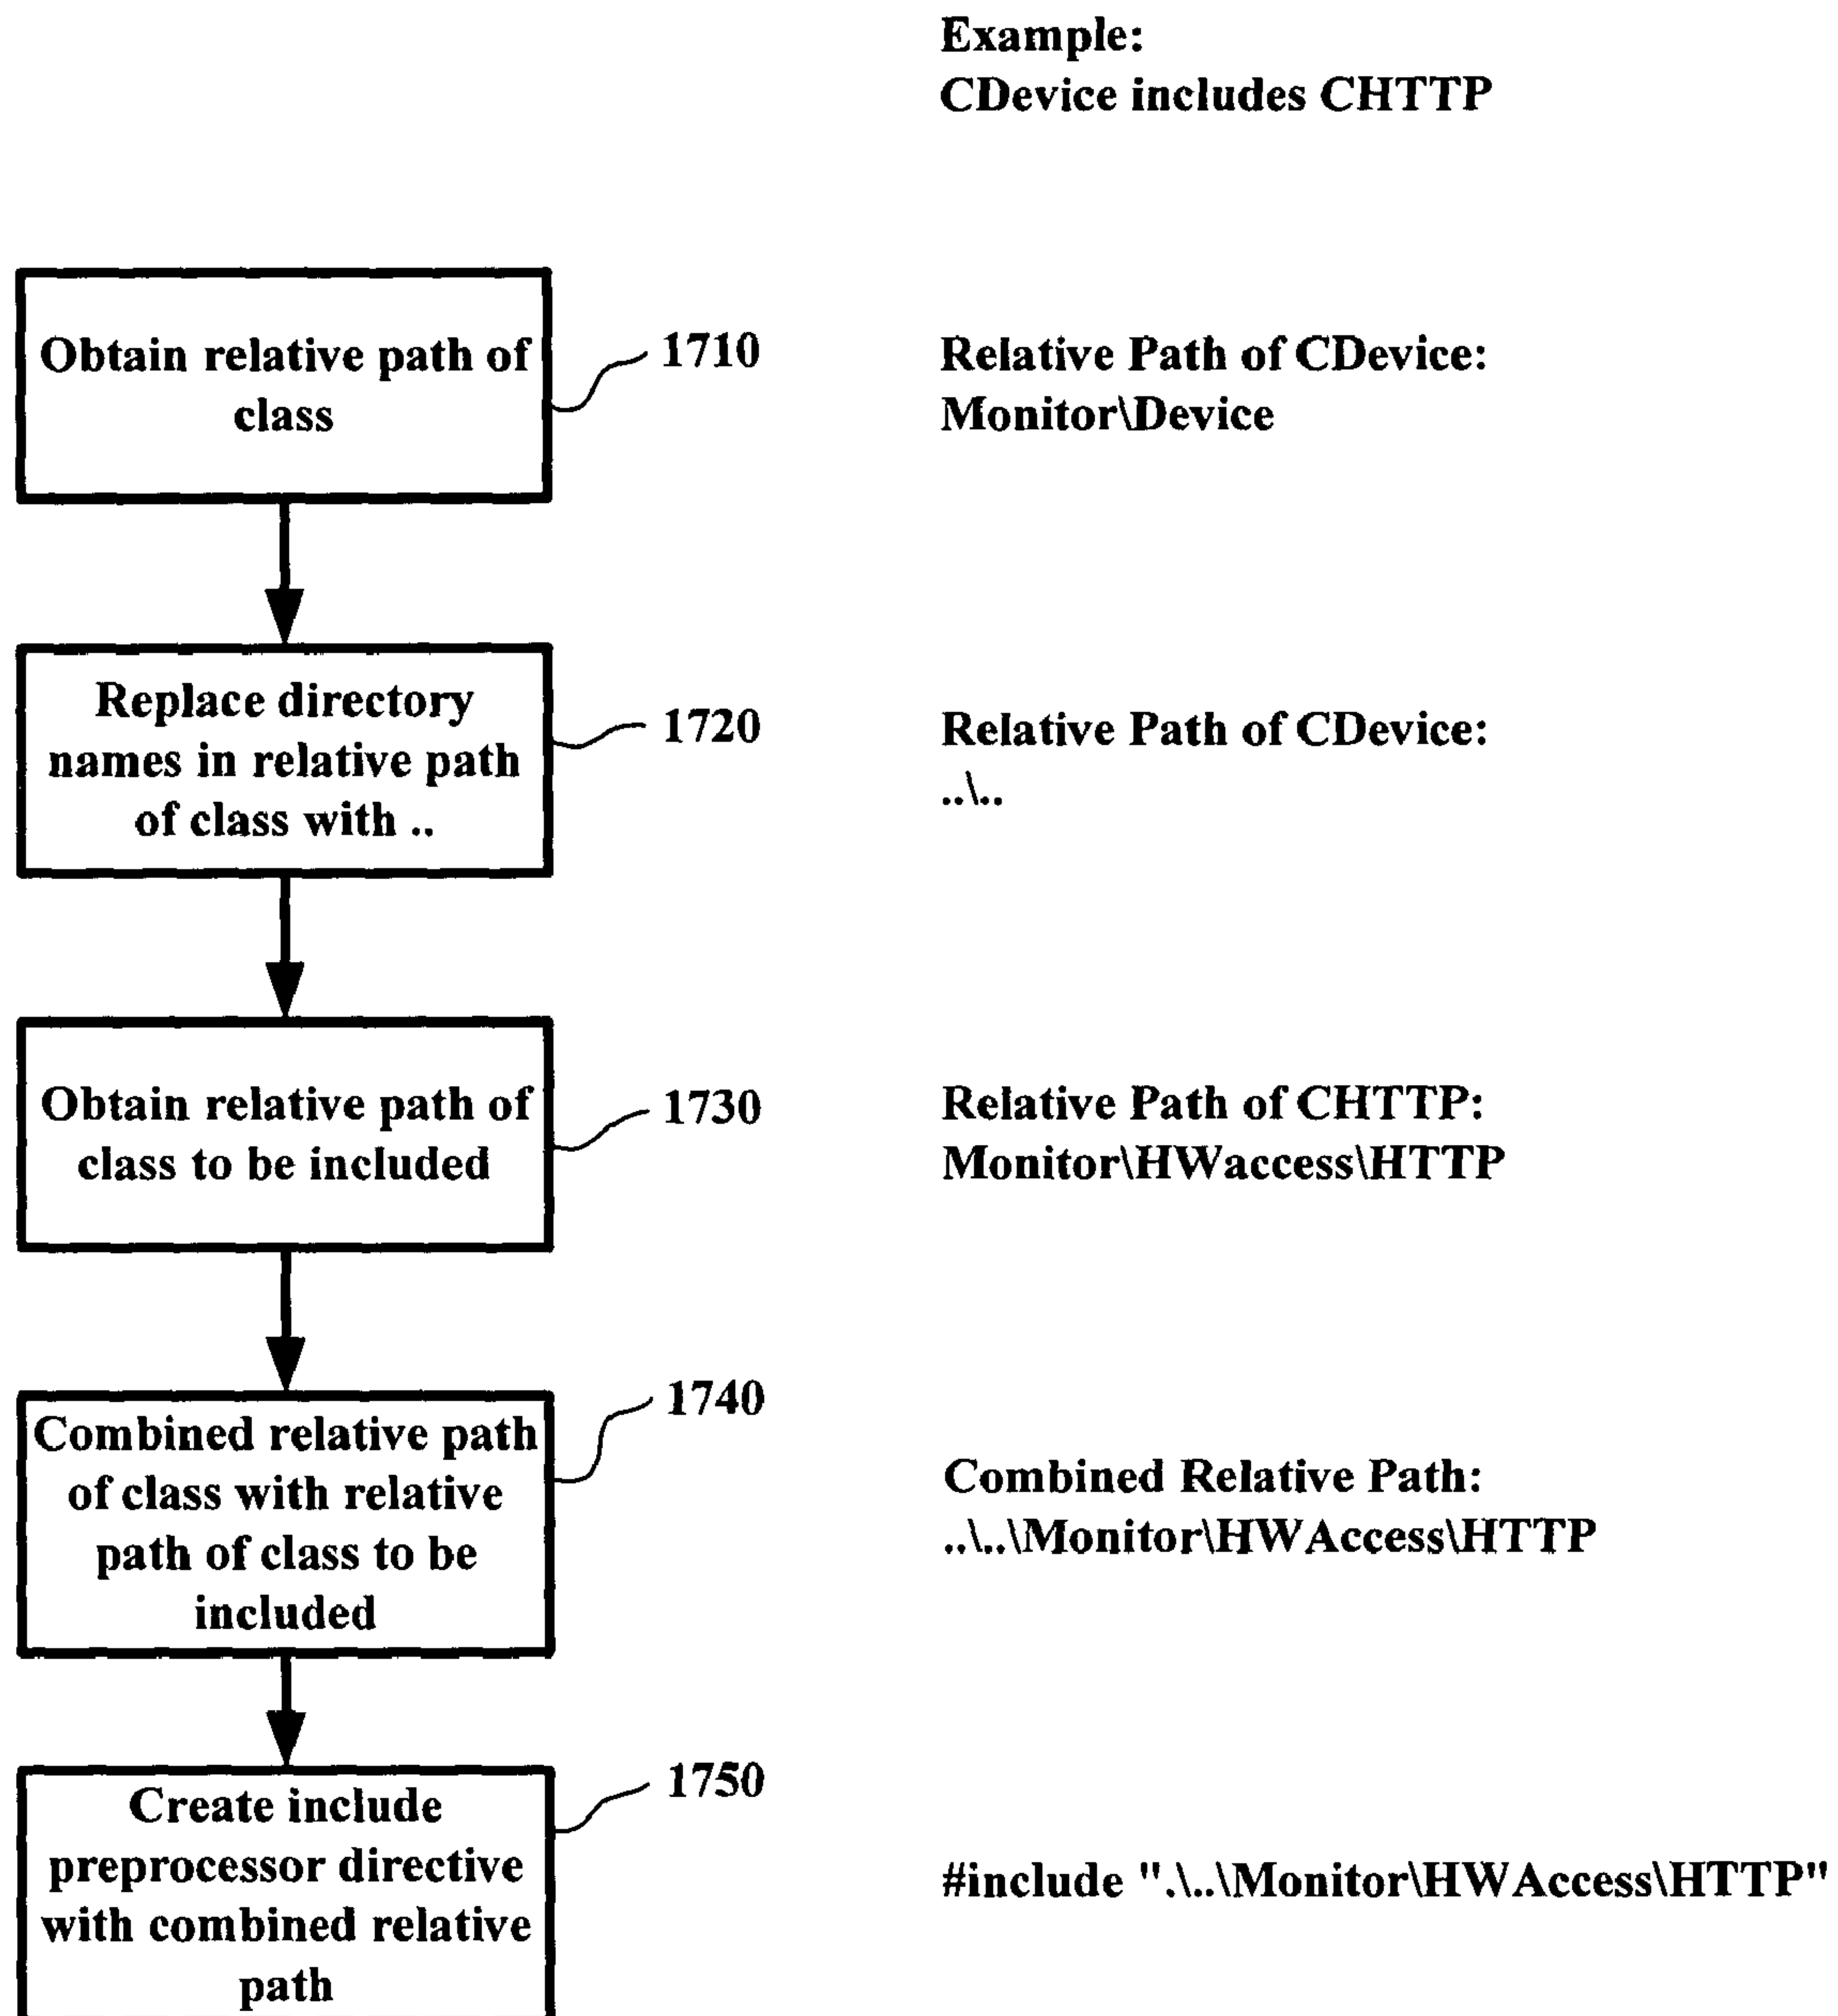 Example:
CDevice includes CHTTP
Obtain relative path of
class
1710
Relative Path of CDevice:
Monitor\Device
Replace directory
names in relative path
of class with ..
1720
Relative Path of CDevice:
..\..
Obtain relative path of
class to be included
1730
Relative Path of CHTTP:
Monitor\HWaccess\HTTP
Combined relative path
of class with relative
path of class to be
included
1740
Combined Relative Path:
..\..\Monitor\HWAccess\HTTP
Create include
preprocessor directive
with combined relative
path
1750
#include ".\..\Monitor\HWAccess\HTTP"